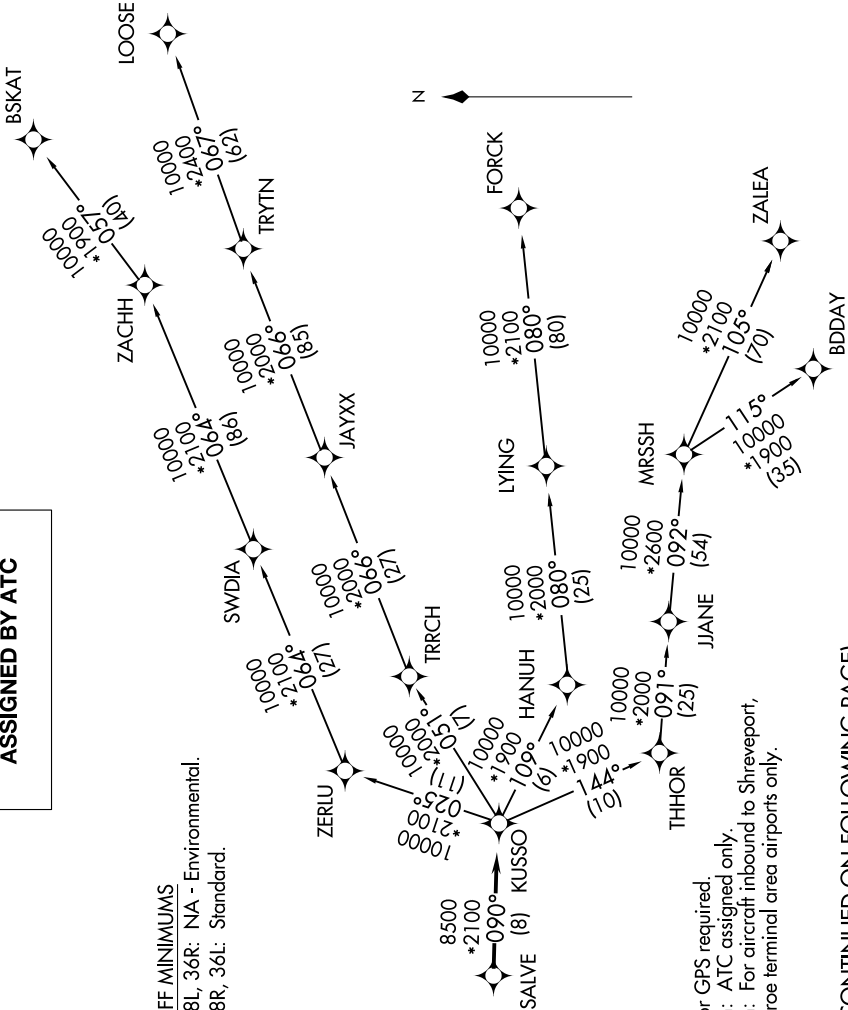 ASSIGNED BY ATC
BSKAT
LOOSE
10000
*1900
057°
(40)
10000
*2400
067°
(62)
N
ZACHH
TRYTN
FORCK
ZALEA
10000
*2100
064°
(86)
10000
*2000
066°
(85)
10000
*2100
080°
(80)
10000
*2100
105°
(70)
BDDAY
115°
10000
*1900
(35)
SWDIA
JAYXX
LYING
MRSSH
10000
*2100
064°
(27)
10000
*2000
066°
(27)
10000
*2000
080°
(25)
10000
*2600
092°
(54)
ZERLU
TRRCH
HANUH
JJANE
10000
*2100
025°
(11)
10000
*2000
051°
(7)
10000
*1900
109°
(6)
10000
*1900
144°
(10)
10000
*2000
091°
(25)
THHOR
KUSSO
8500
*2100
090°
(8)
SALVE
FF MINIMUMS
8L, 36R: NA - Environmental.
8R, 36L: Standard.
or GPS required.
: ATC assigned only.
: For aircraft inbound to Shreveport,
roe terminal area airports only.
CONTINUED ON FOLLOWING PAGE)